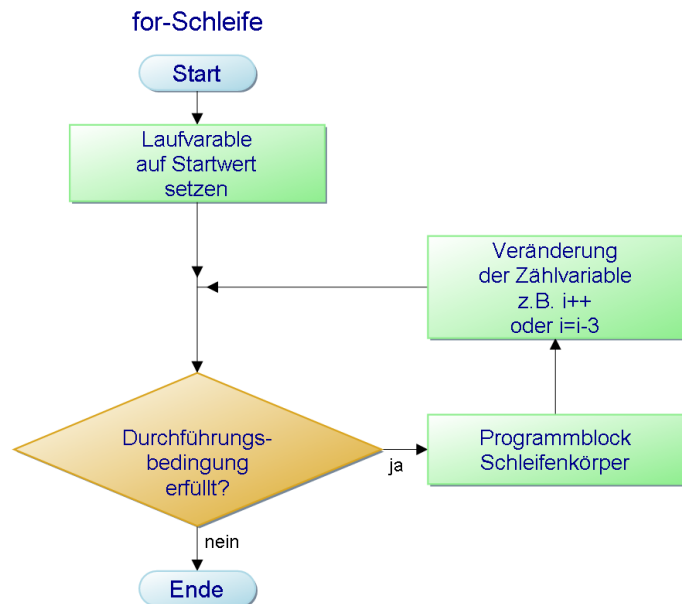 for-Schleife
Start
Laufvarable
auf Startwert
setzen
Veränderung
der Zählvariable
z.B. i++
oder i=i-3
Durchführungs-
bedingung
erfüllt?
ja
Programmblock
Schleifenkörper
nein
Ende